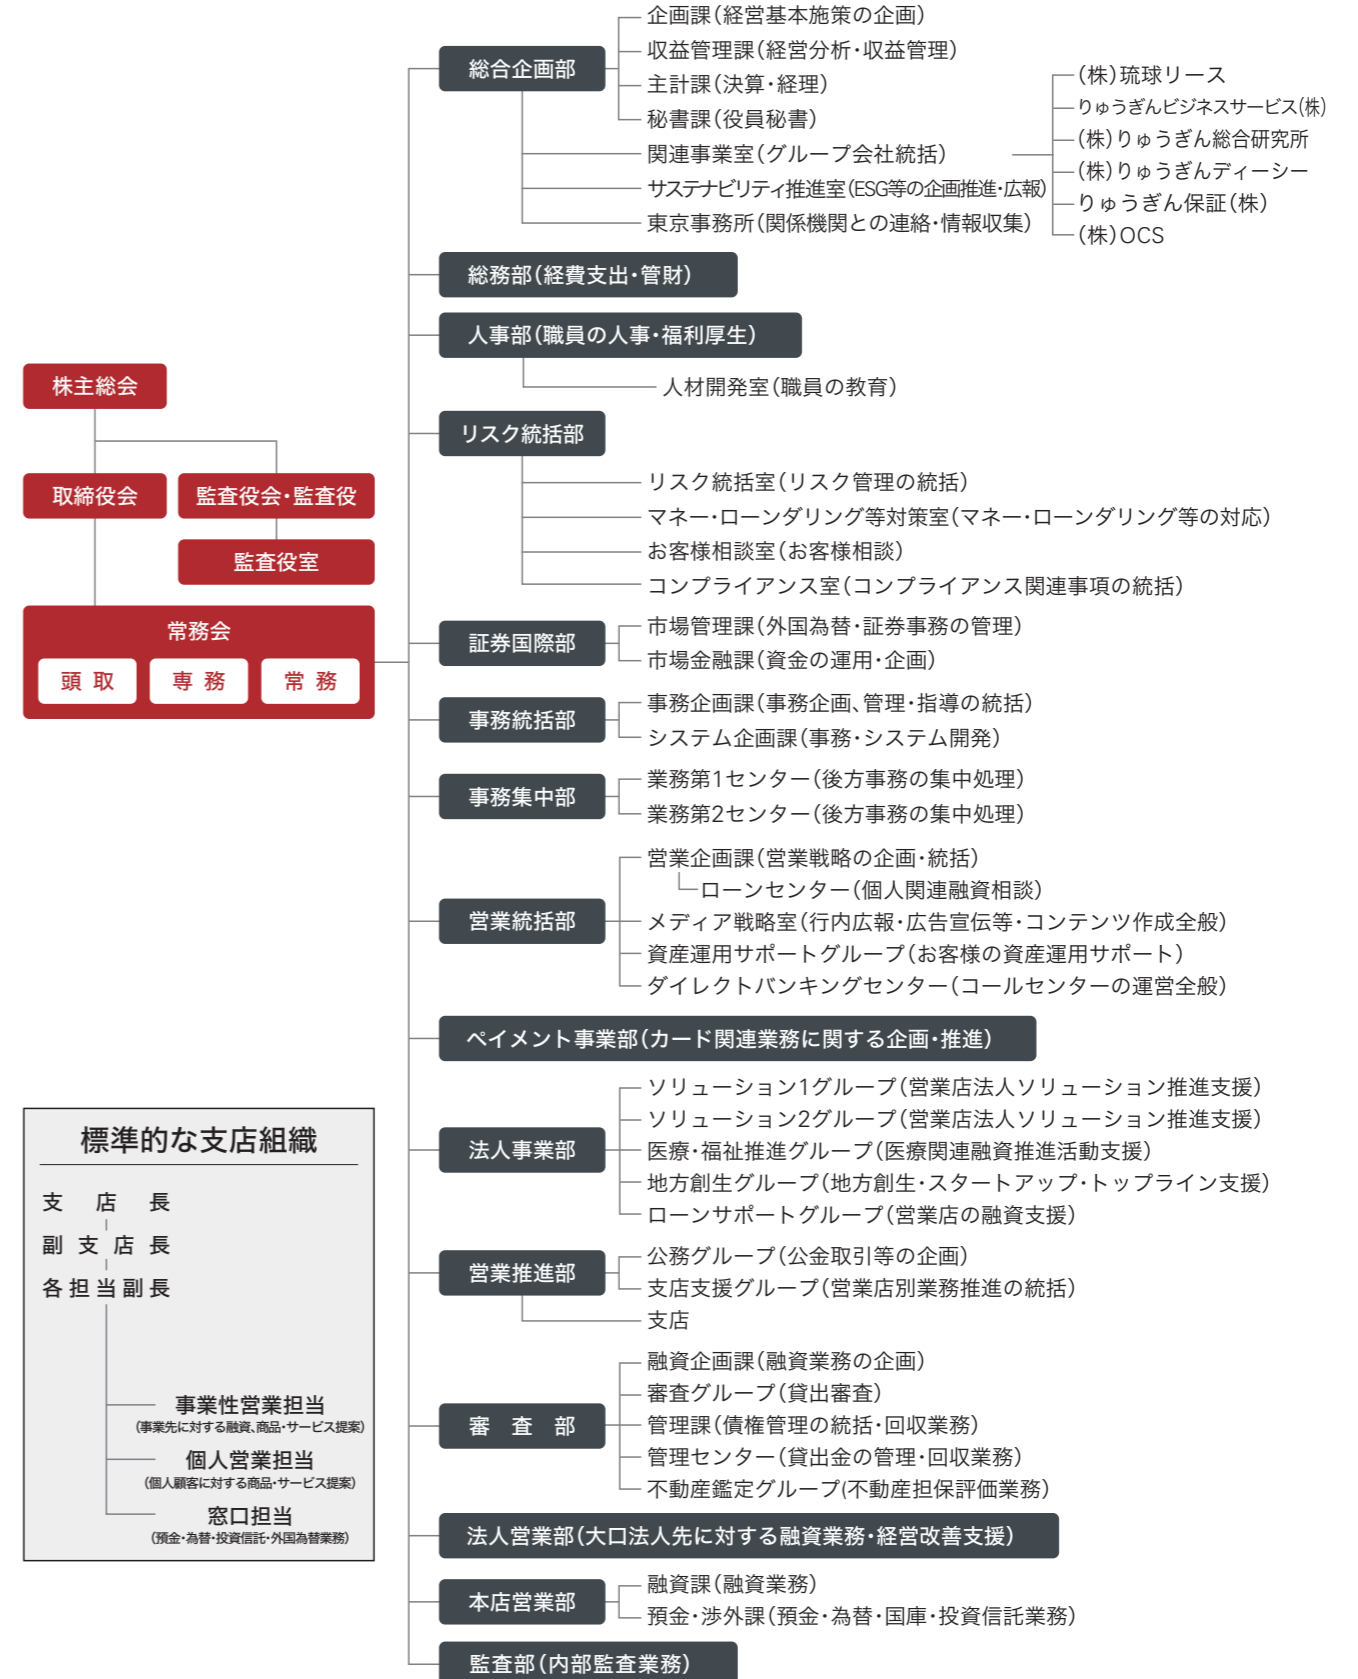 株主総会
取締役会
監査役会・監査役
監査役室
常務会
頭取
専務
常務
総合企画部
企画課(経営基本施策の企画)
収益管理課(経営分析・収益管理)
主計課(決算・経理)
秘書課(役員秘書)
関連事業室(グループ会社統括)
サステナビリティ推進室(ESG等の企画推進・広報)
東京事務所(関係機関との連絡・情報収集)
(株)琉球リース
りゅうぎんビジネスサービス(株)
(株)りゅうぎん総合研究所
(株)りゅうぎんディーシー
りゅうぎん保証(株)
(株)OCS
総務部(経費支出・管財)
人事部(職員の人事・福利厚生)
人材開発室(職員の教育)
リスク統括部
リスク統括室(リスク管理の統括)
マネー・ローンダリング等対策室(マネー・ローンダリング等の対応)
お客様相談室(お客様相談)
コンプライアンス室(コンプライアンス関連事項の統括)
証券国際部
市場管理課(外国為替・証券事務の管理)
市場金融課(資金の運用・企画)
事務統括部
事務企画課(事務企画、管理・指導の統括)
システム企画課(事務・システム開発)
事務集中部
業務第1センター(後方事務の集中処理)
業務第2センター(後方事務の集中処理)
営業統括部
営業企画課(営業戦略の企画・統括)
ローンセンター(個人関連融資相談)
メディア戦略室(行内広報・広告宣伝等・コンテンツ作成全般)
資産運用サポートグループ(お客様の資産運用サポート)
ダイレクトバンキングセンター(コールセンターの運営全般)
ペイメント事業部(カード関連業務に関する企画・推進)
法人事業部
ソリューション1グループ(営業店法人ソリューション推進支援)
ソリューション2グループ(営業店法人ソリューション推進支援)
医療・福祉推進グループ(医療関連融資推進活動支援)
地方創生グループ(地方創生・スタートアップ・トップライン支援)
ローンサポートグループ(営業店の融資支援)
営業推進部
公務グループ(公金取引等の企画)
支店支援グループ(営業店別業務推進の統括)
支店
審査部
融資企画課(融資業務の企画)
審査グループ(貸出審査)
管理課(債権管理の統括・回収業務)
管理センター(貸出金の管理・回収業務)
不動産鑑定グループ(不動産担保評価業務)
法人営業部(大口法人先に対する融資業務・経営改善支援)
本店営業部
融資課(融資業務)
預金・渉外課(預金・為替・国庫・投資信託業務)
監査部(内部監査業務)
標準的な支店組織
支店長
副支店長
各担当副長
事業性営業担当
(事業先に対する融資、商品・サービス提案)
個人営業担当
(個人顧客に対する商品・サービス提案)
窓口担当
(預金・為替・投資信託・外国為替業務)